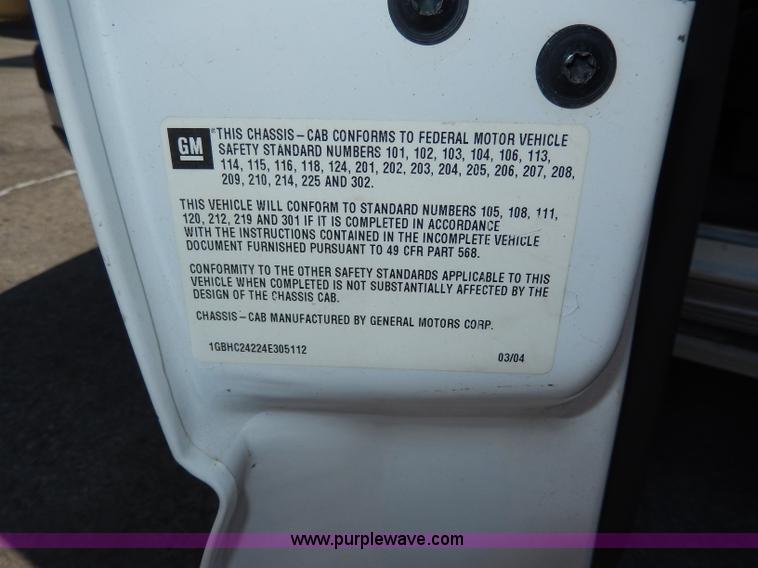 GM ® THIS CHASSIS-CAB CONFORMS TO FEDERAL MOTOR VEHICLE
SAFETY STANDARD NUMBERS 101, 102, 103, 104, 106, 113,
114, 115, 116, 118, 124, 201, 202, 203, 204, 205, 206, 207, 208,
209, 210, 214, 225 AND 302.
THIS VEHICLE WILL CONFORM TO STANDARD NUMBERS 105, 108, 111,
120, 212, 219 AND 301 IF IT IS COMPLETED IN ACCORDANCE
WITH THE INSTRUCTIONS CONTAINED IN THE INCOMPLETE VEHICLE
DOCUMENT FURNISHED PURSUANT TO 49 CFR PART 568.
CONFORMITY TO THE OTHER SAFETY STANDARDS APPLICABLE TO THIS
VEHICLE WHEN COMPLETED IS NOT SUBSTANTIALLY AFFECTED BY THE
DESIGN OF THE CHASSIS CAB.
CHASSIS-CAB MANUFACTURED BY GENERAL MOTORS CORP.
1GBHC24224E305112 03/04
www.purplewave.com